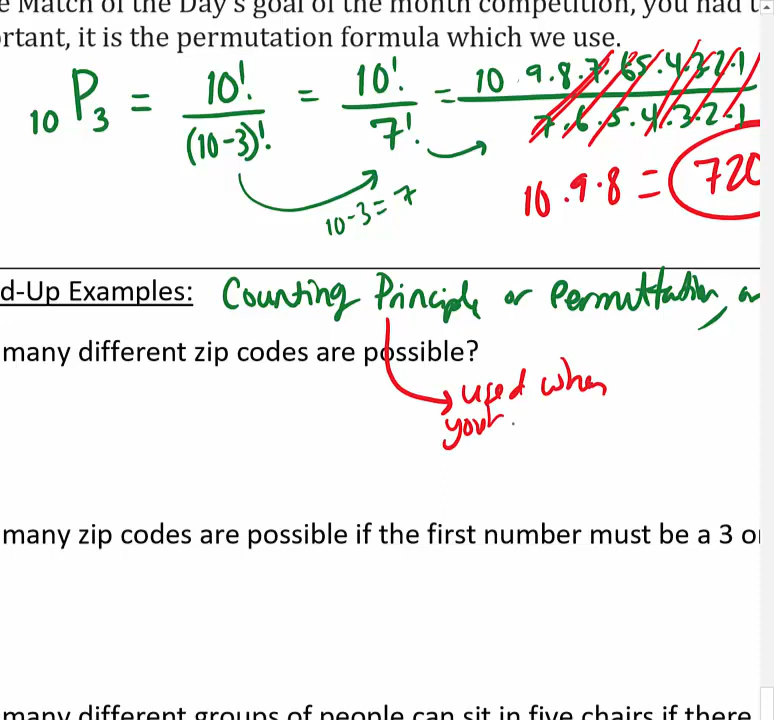 e Match of the Day's goal of the month competition, you had t
rtant, it is the permutation formula which we use.
10 P 3 = 10! / (10-3)! = 10! / 7! = 10 · 9 · 8 · 7 · 6 5 · 4 · 3 · 2 · 1 / 7 · 6 · 5 · 4 · 3 · 2 · 1
10-3=7
10 · 9 · 8 = 720
d-Up Examples: Counting Principle or Permuttation,
many different zip codes are possible?
used when
your
many zip codes are possible if the first number must be a 3 o
many different groups of people can sit in five chairs if there